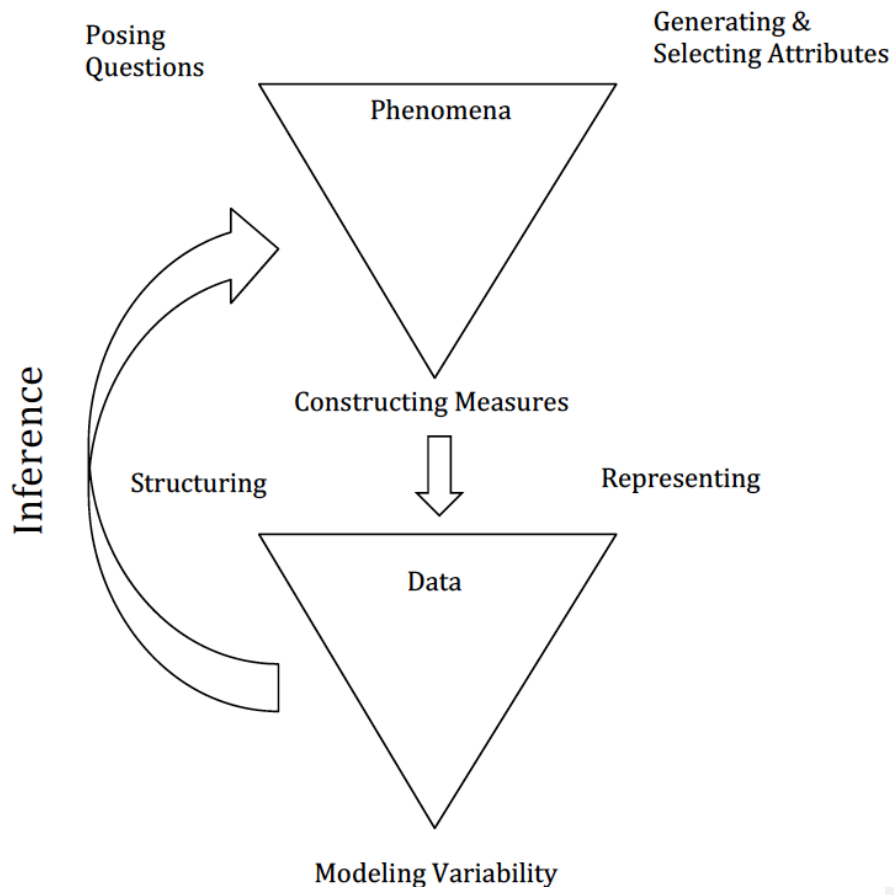 Posing
Questions
Generating &
Selecting Attributes
Phenomena
Constructing Measures
Inference
Structuring
Representing
Data
Modeling Variability